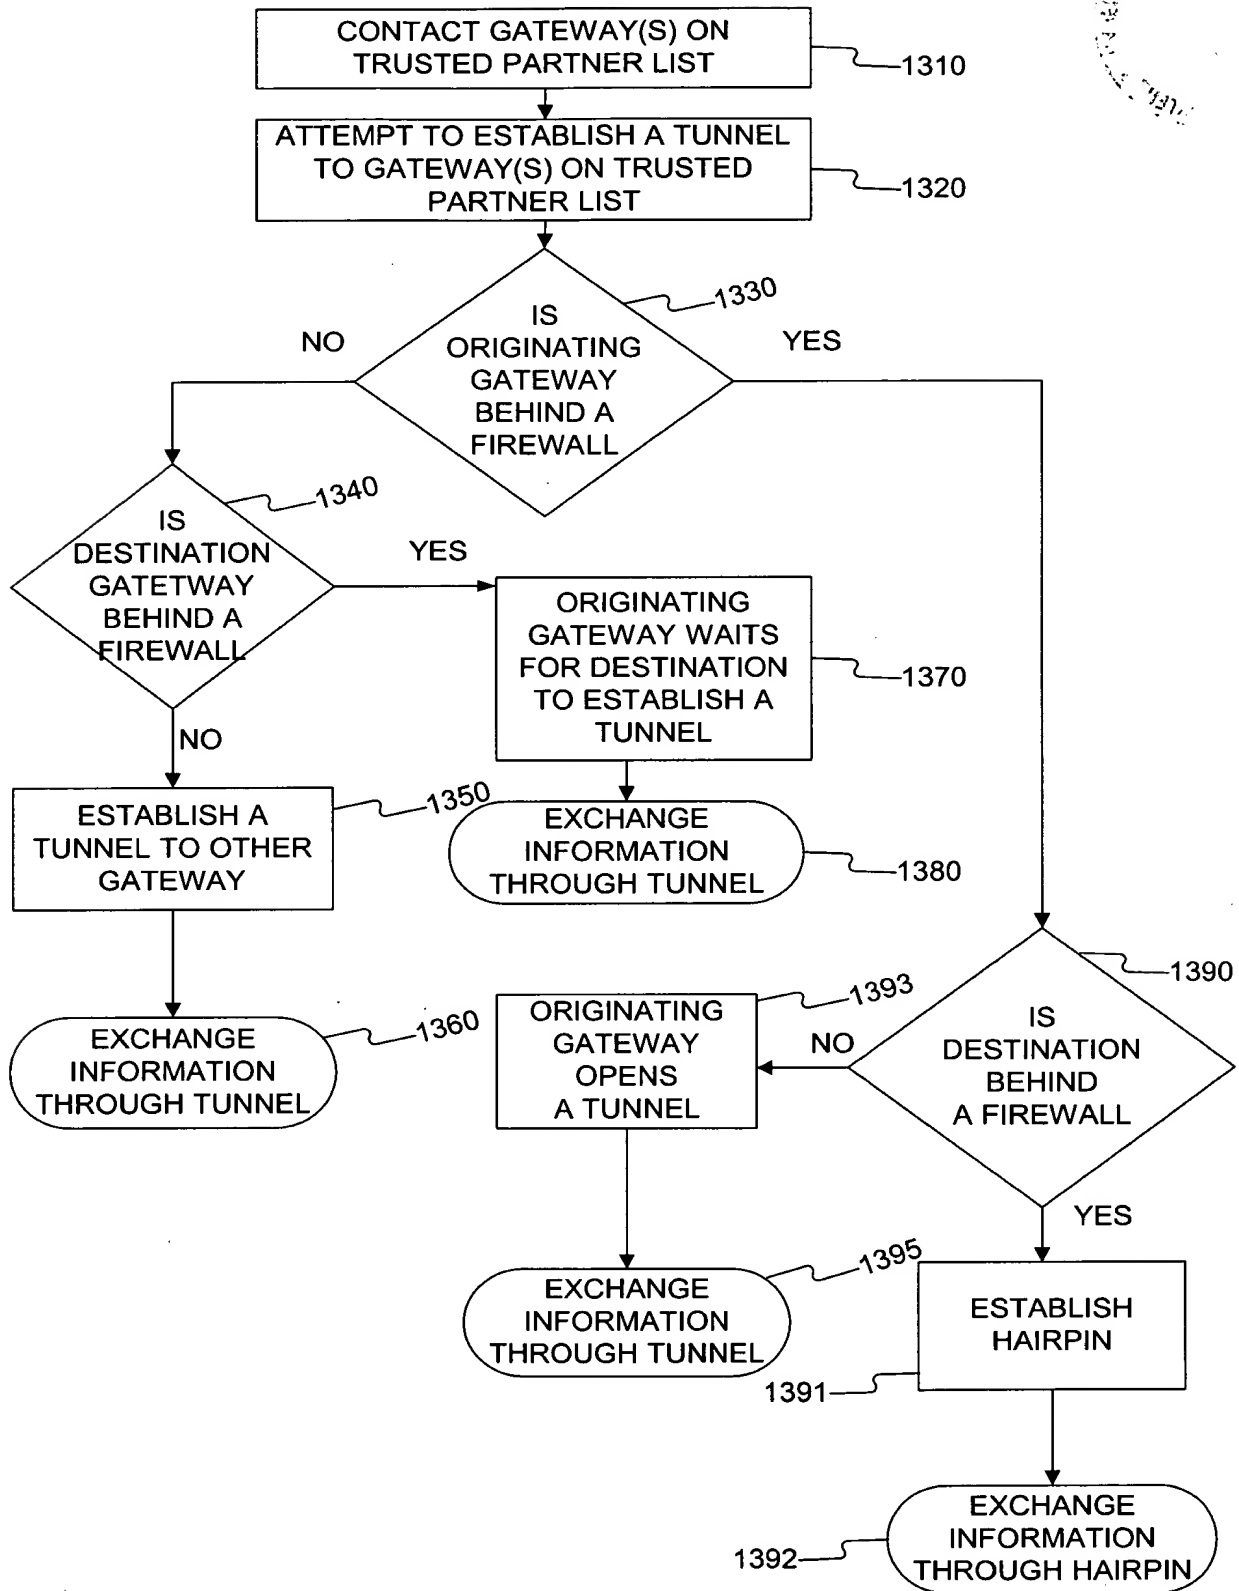 CONTACT GATEWAY(S) ON
TRUSTED PARTNER LIST
1310
ATTEMPT TO ESTABLISH A TUNNEL
TO GATEWAY(S) ON TRUSTED
PARTNER LIST
1320
1330
IS
ORIGINATING
GATEWAY
BEHIND A
FIREWALL
NO
YES
1340
IS
DESTINATION
GATETWAY
BEHIND A
FIREWALL
YES
NO
ORIGINATING
GATEWAY WAITS
FOR DESTINATION
TO ESTABLISH A
TUNNEL
1370
ESTABLISH A
TUNNEL TO OTHER
GATEWAY
1350
EXCHANGE
INFORMATION
THROUGH TUNNEL
1380
EXCHANGE
INFORMATION
THROUGH TUNNEL
1360
1390
IS
DESTINATION
BEHIND
A FIREWALL
NO
YES
ORIGINATING
GATEWAY
OPENS
A TUNNEL
1393
EXCHANGE
INFORMATION
THROUGH TUNNEL
1395
ESTABLISH
HAIRPIN
1391
EXCHANGE
INFORMATION
THROUGH HAIRPIN
1392